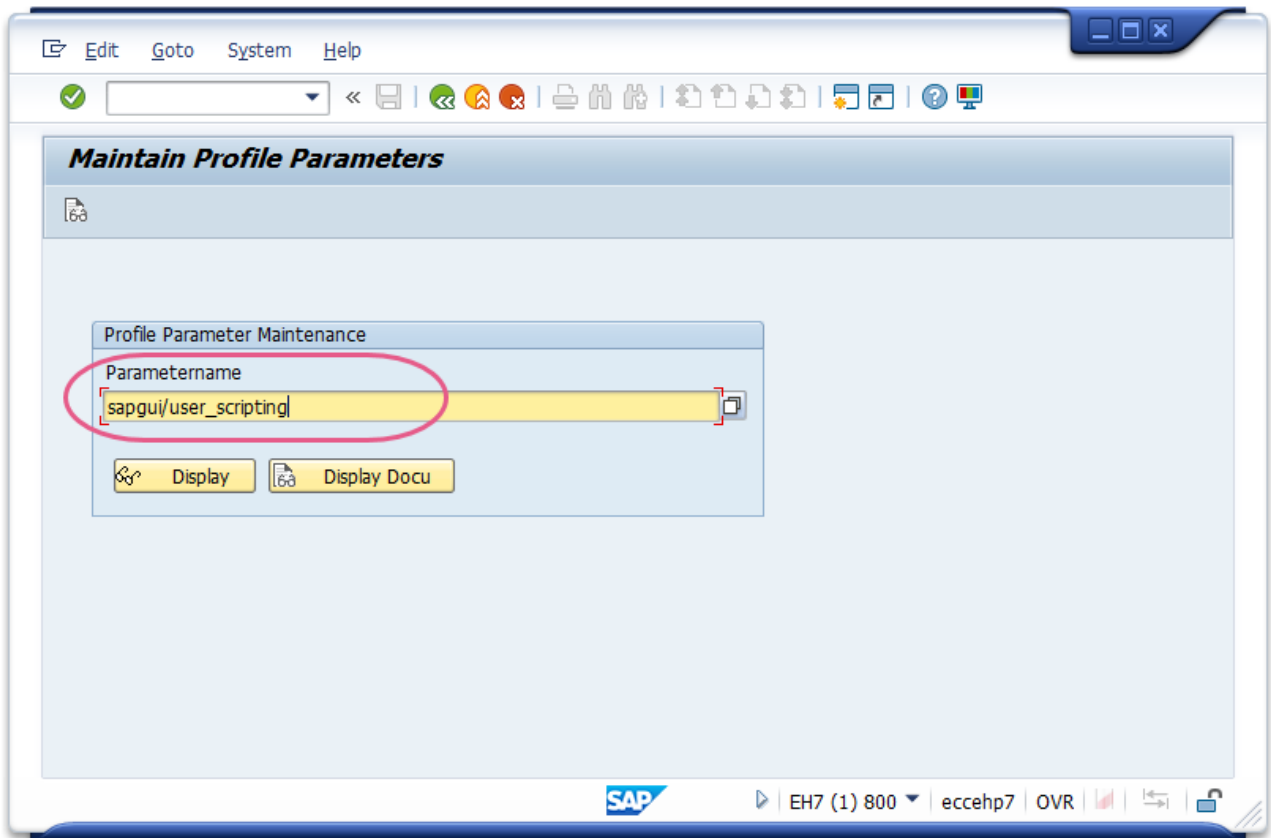 Edit Goto System Help
Maintain Profile Parameters
Profile Parameter Maintenance
Parametername
sapgui/user_scripting
Display Display Docu
SAP EH7 (1) 800 eccehp7 OVR